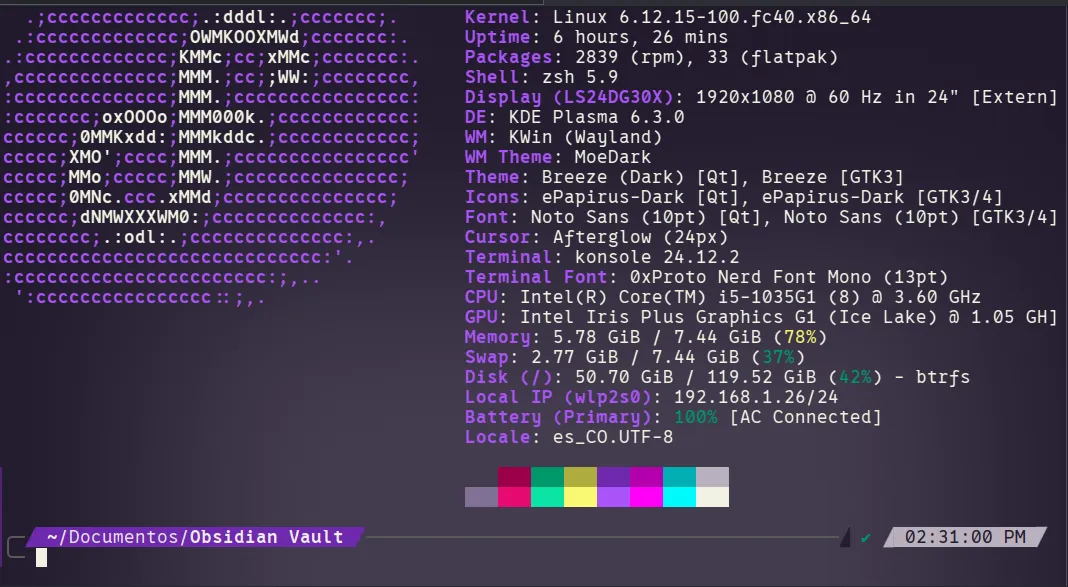 .;ccccccccccccc;.:dddl:.;ccccccc;.
.:ccccccccccccc;OWMKOOXMWd;ccccccc:.
.:ccccccccccccc;KMMc;cc;xMMc;ccccccc:.
,cccccccccccccc;MMM.;cc;;WW:;cccccccc,
:cccccccccccccc;MMM.;cccccccccccccccc:
:ccccccc;oxOOOo;MMM000k.;cccccccccccc:
cccccc;0MMKxdd:;MMMkddc.;cccccccccccc;
ccccc;XMO';cccc;MMM.;cccccccccccccccc'
ccccc;MMo;ccccc;MMW.;ccccccccccccccc;
ccccc;0MNc.ccc.xMMd;ccccccccccccccc;
cccccc;dNMWXXXWM0:;cccccccccccccc:,
cccccccc;.:odl:.;cccccccccccccc:,.
ccccccccccccccccccccccccccccc:'.
:ccccccccccccccccccccccc:;,..
':cccccccccccccccc::;,.
Kernel: Linux 6.12.15-100.fc40.x86_64
Uptime: 6 hours, 26 mins
Packages: 2839 (rpm), 33 (flatpak)
Shell: zsh 5.9
Display (LS24DG30X): 1920x1080 @ 60 Hz in 24" [Extern]
DE: KDE Plasma 6.3.0
WM: KWin (Wayland)
WM Theme: MoeDark
Theme: Breeze (Dark) [Qt], Breeze [GTK3]
Icons: ePapirus-Dark [Qt], ePapirus-Dark [GTK3/4]
Font: Noto Sans (10pt) [Qt], Noto Sans (10pt) [GTK3/4]
Cursor: Afterglow (24px)
Terminal: konsole 24.12.2
Terminal Font: 0xProto Nerd Font Mono (13pt)
CPU: Intel(R) Core(TM) i5-1035G1 (8) @ 3.60 GHz
GPU: Intel Iris Plus Graphics G1 (Ice Lake) @ 1.05 GH]
Memory: 5.78 GiB / 7.44 GiB (78%)
Swap: 2.77 GiB / 7.44 GiB (37%)
Disk (/): 50.70 GiB / 119.52 GiB (42%) - btrfs
Local IP (wlp2s0): 192.168.1.26/24
Battery (Primary): 100% [AC Connected]
Locale: es_CO.UTF-8
~/Documentos/Obsidian Vault ✔ 02:31:00 PM